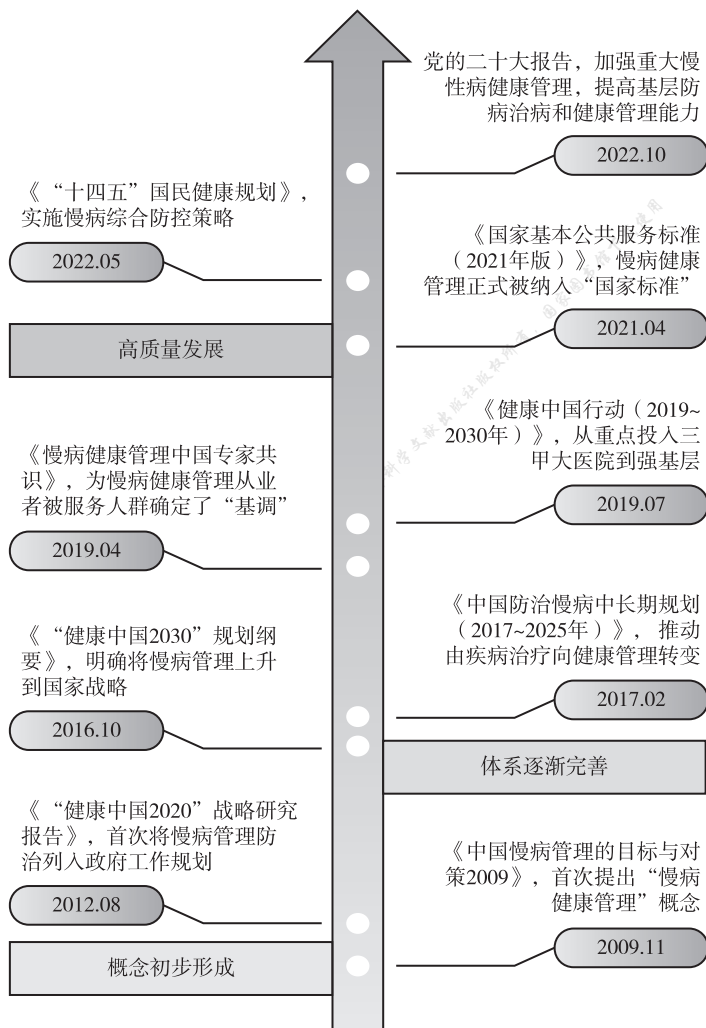 党的二十大报告，加强重大慢
性病健康管理，提高基层防
病治病和健康管理能力
2022.10
《“十四五”国民健康规划》，
实施慢病综合防控策略
2022.05
《国家基本公共服务标准
（2021年版）》，慢病健康
管理正式被纳入“国家标准”
2021.04
高质量发展
《健康中国行动（2019~
2030年）》，从重点投入三
甲大医院到强基层
2019.07
《慢病健康管理中国专家共
识》，为慢病健康管理从业
者被服务人群确定了“基调”
2019.04
《中国防治慢病中长期规划
（2017~2025年）》，推动
由疾病治疗向健康管理转变
2017.02
《“健康中国2030”规划纲
要》，明确将慢病管理上升
到国家战略
2016.10
体系逐渐完善
《“健康中国2020”战略研究
报告》，首次将慢病管理防
治列入政府工作规划
2012.08
《中国慢病管理的目标与对
策2009》，首次提出“慢病
健康管理”概念
2009.11
概念初步形成